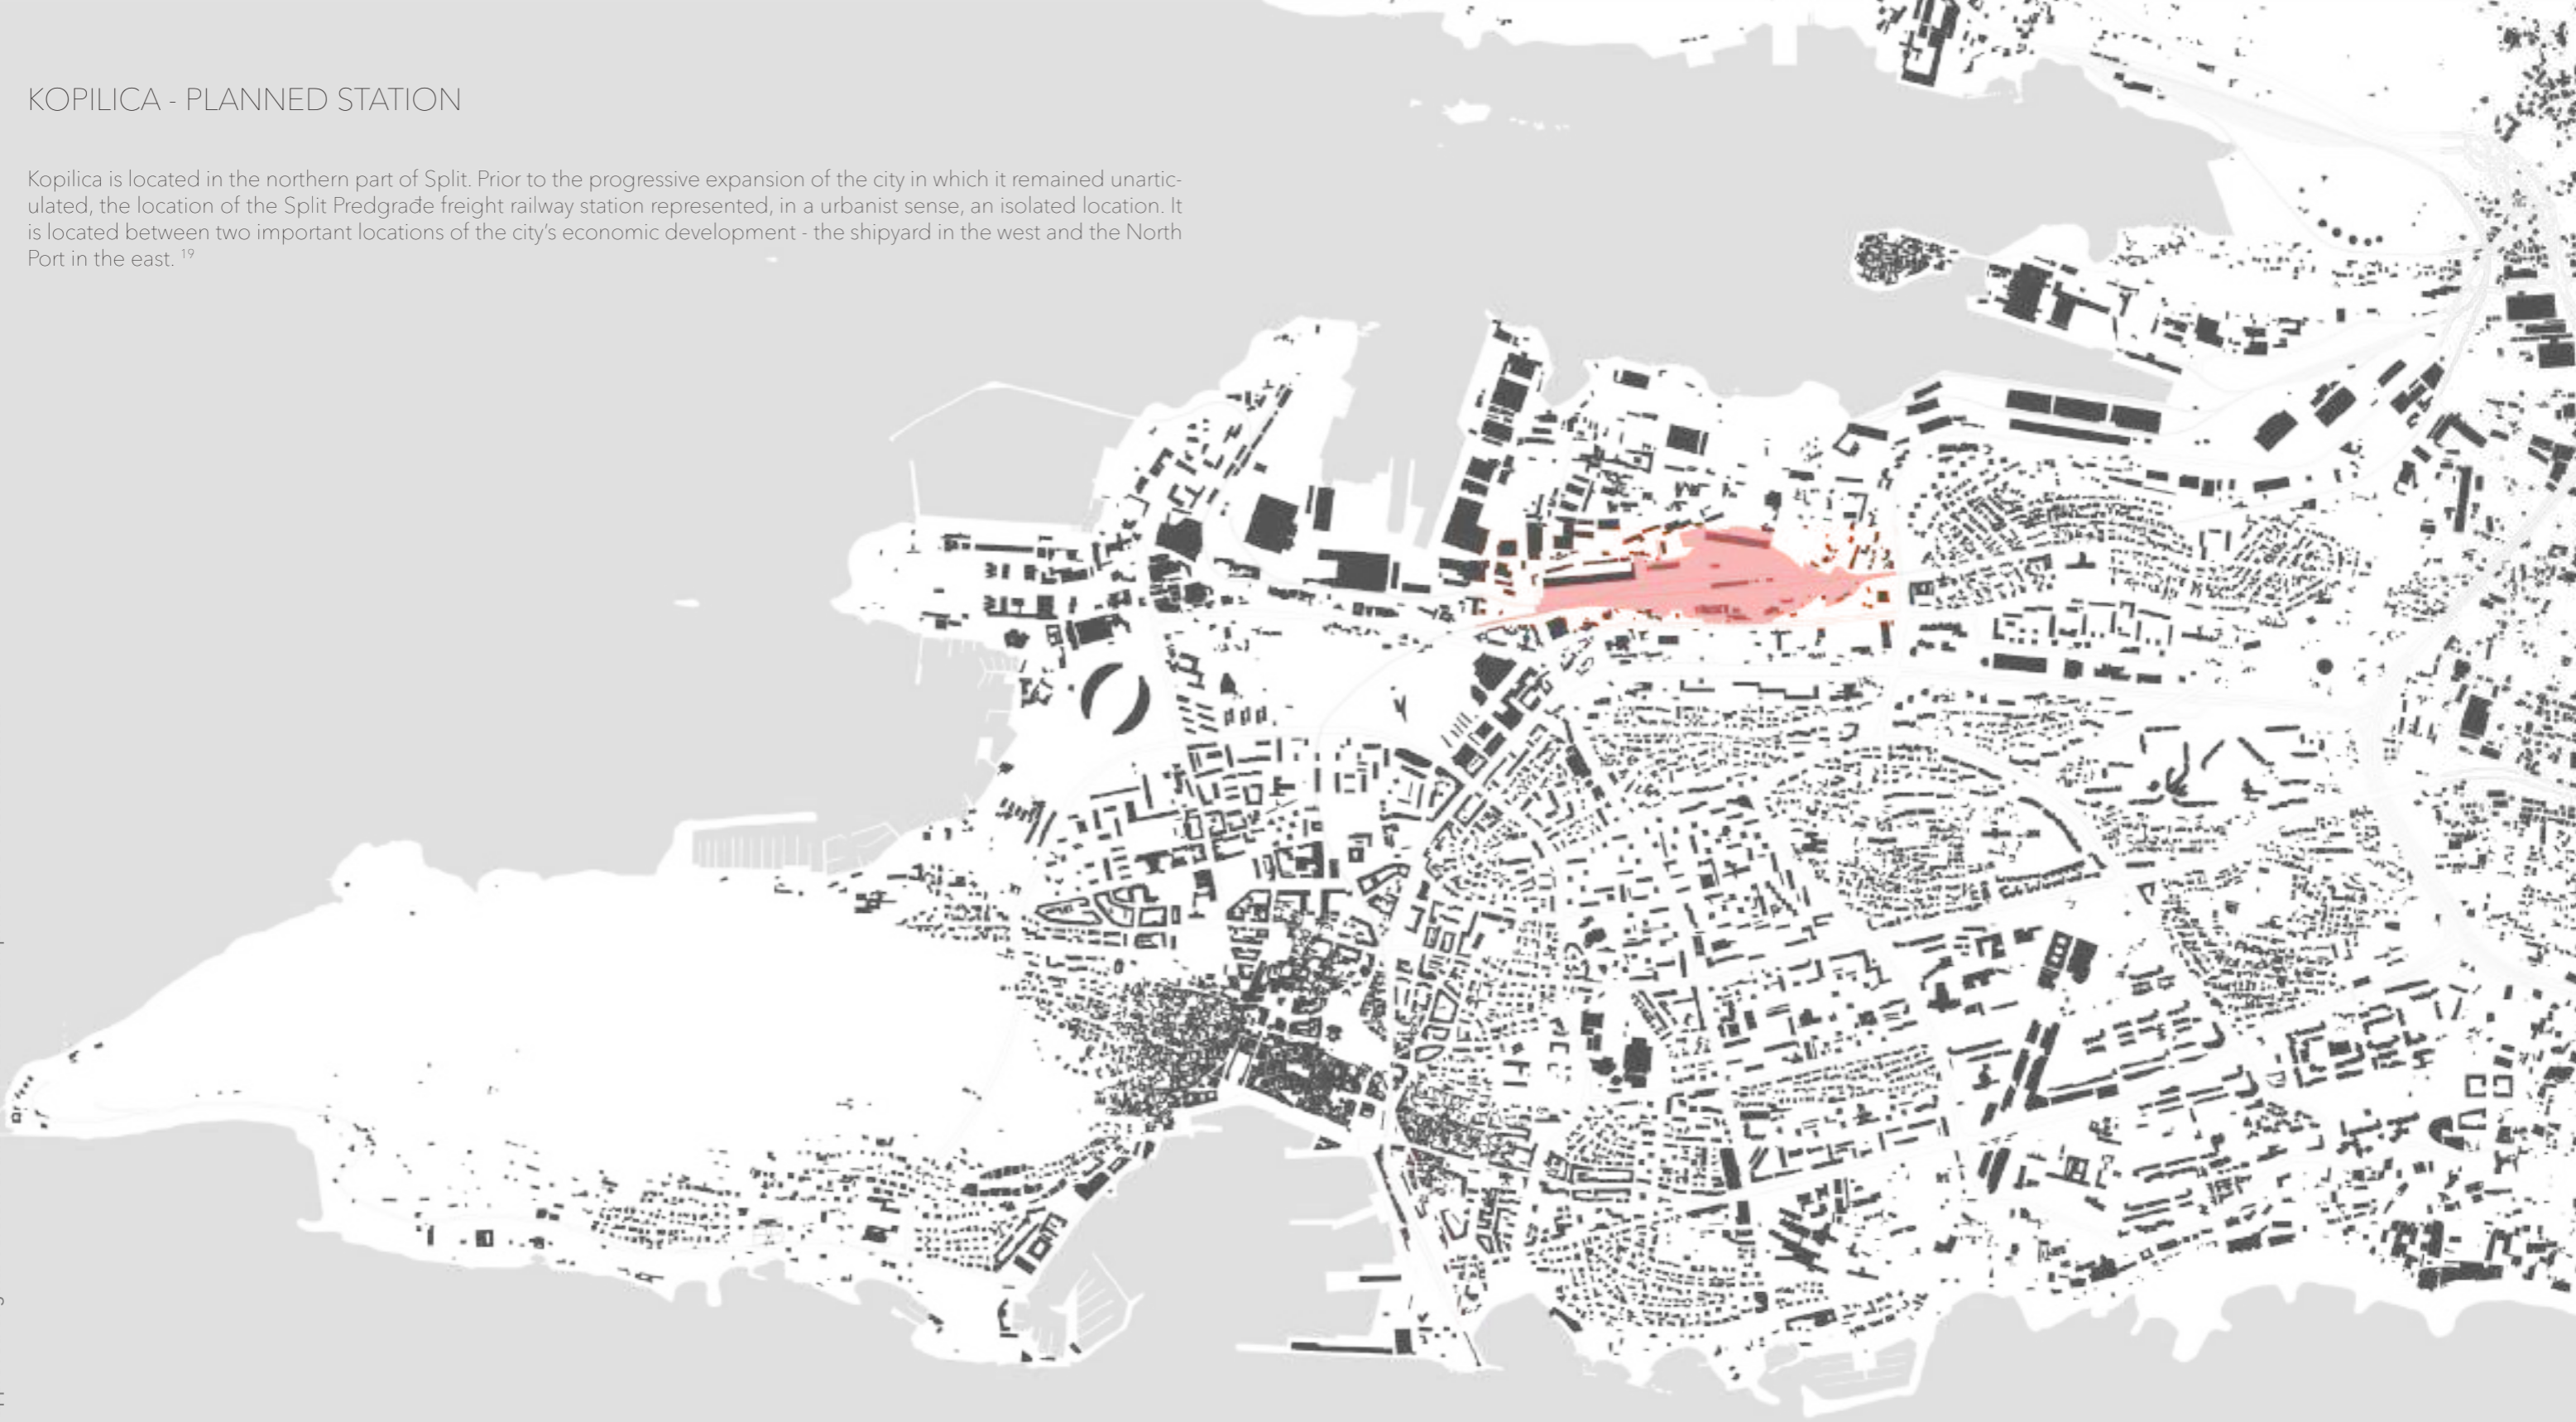 KOPILICA - PLANNED STATION
Kopilica is located in the northern part of Split. Prior to the progressive expansion of the city in which it remained unartic-
ulated, the location of the Split Predgrađe freight railway station represented, in a urbanist sense, an isolated location. It
is located between two important locations of the city's economic development - the shipyard in the west and the North
Port in the east. 19